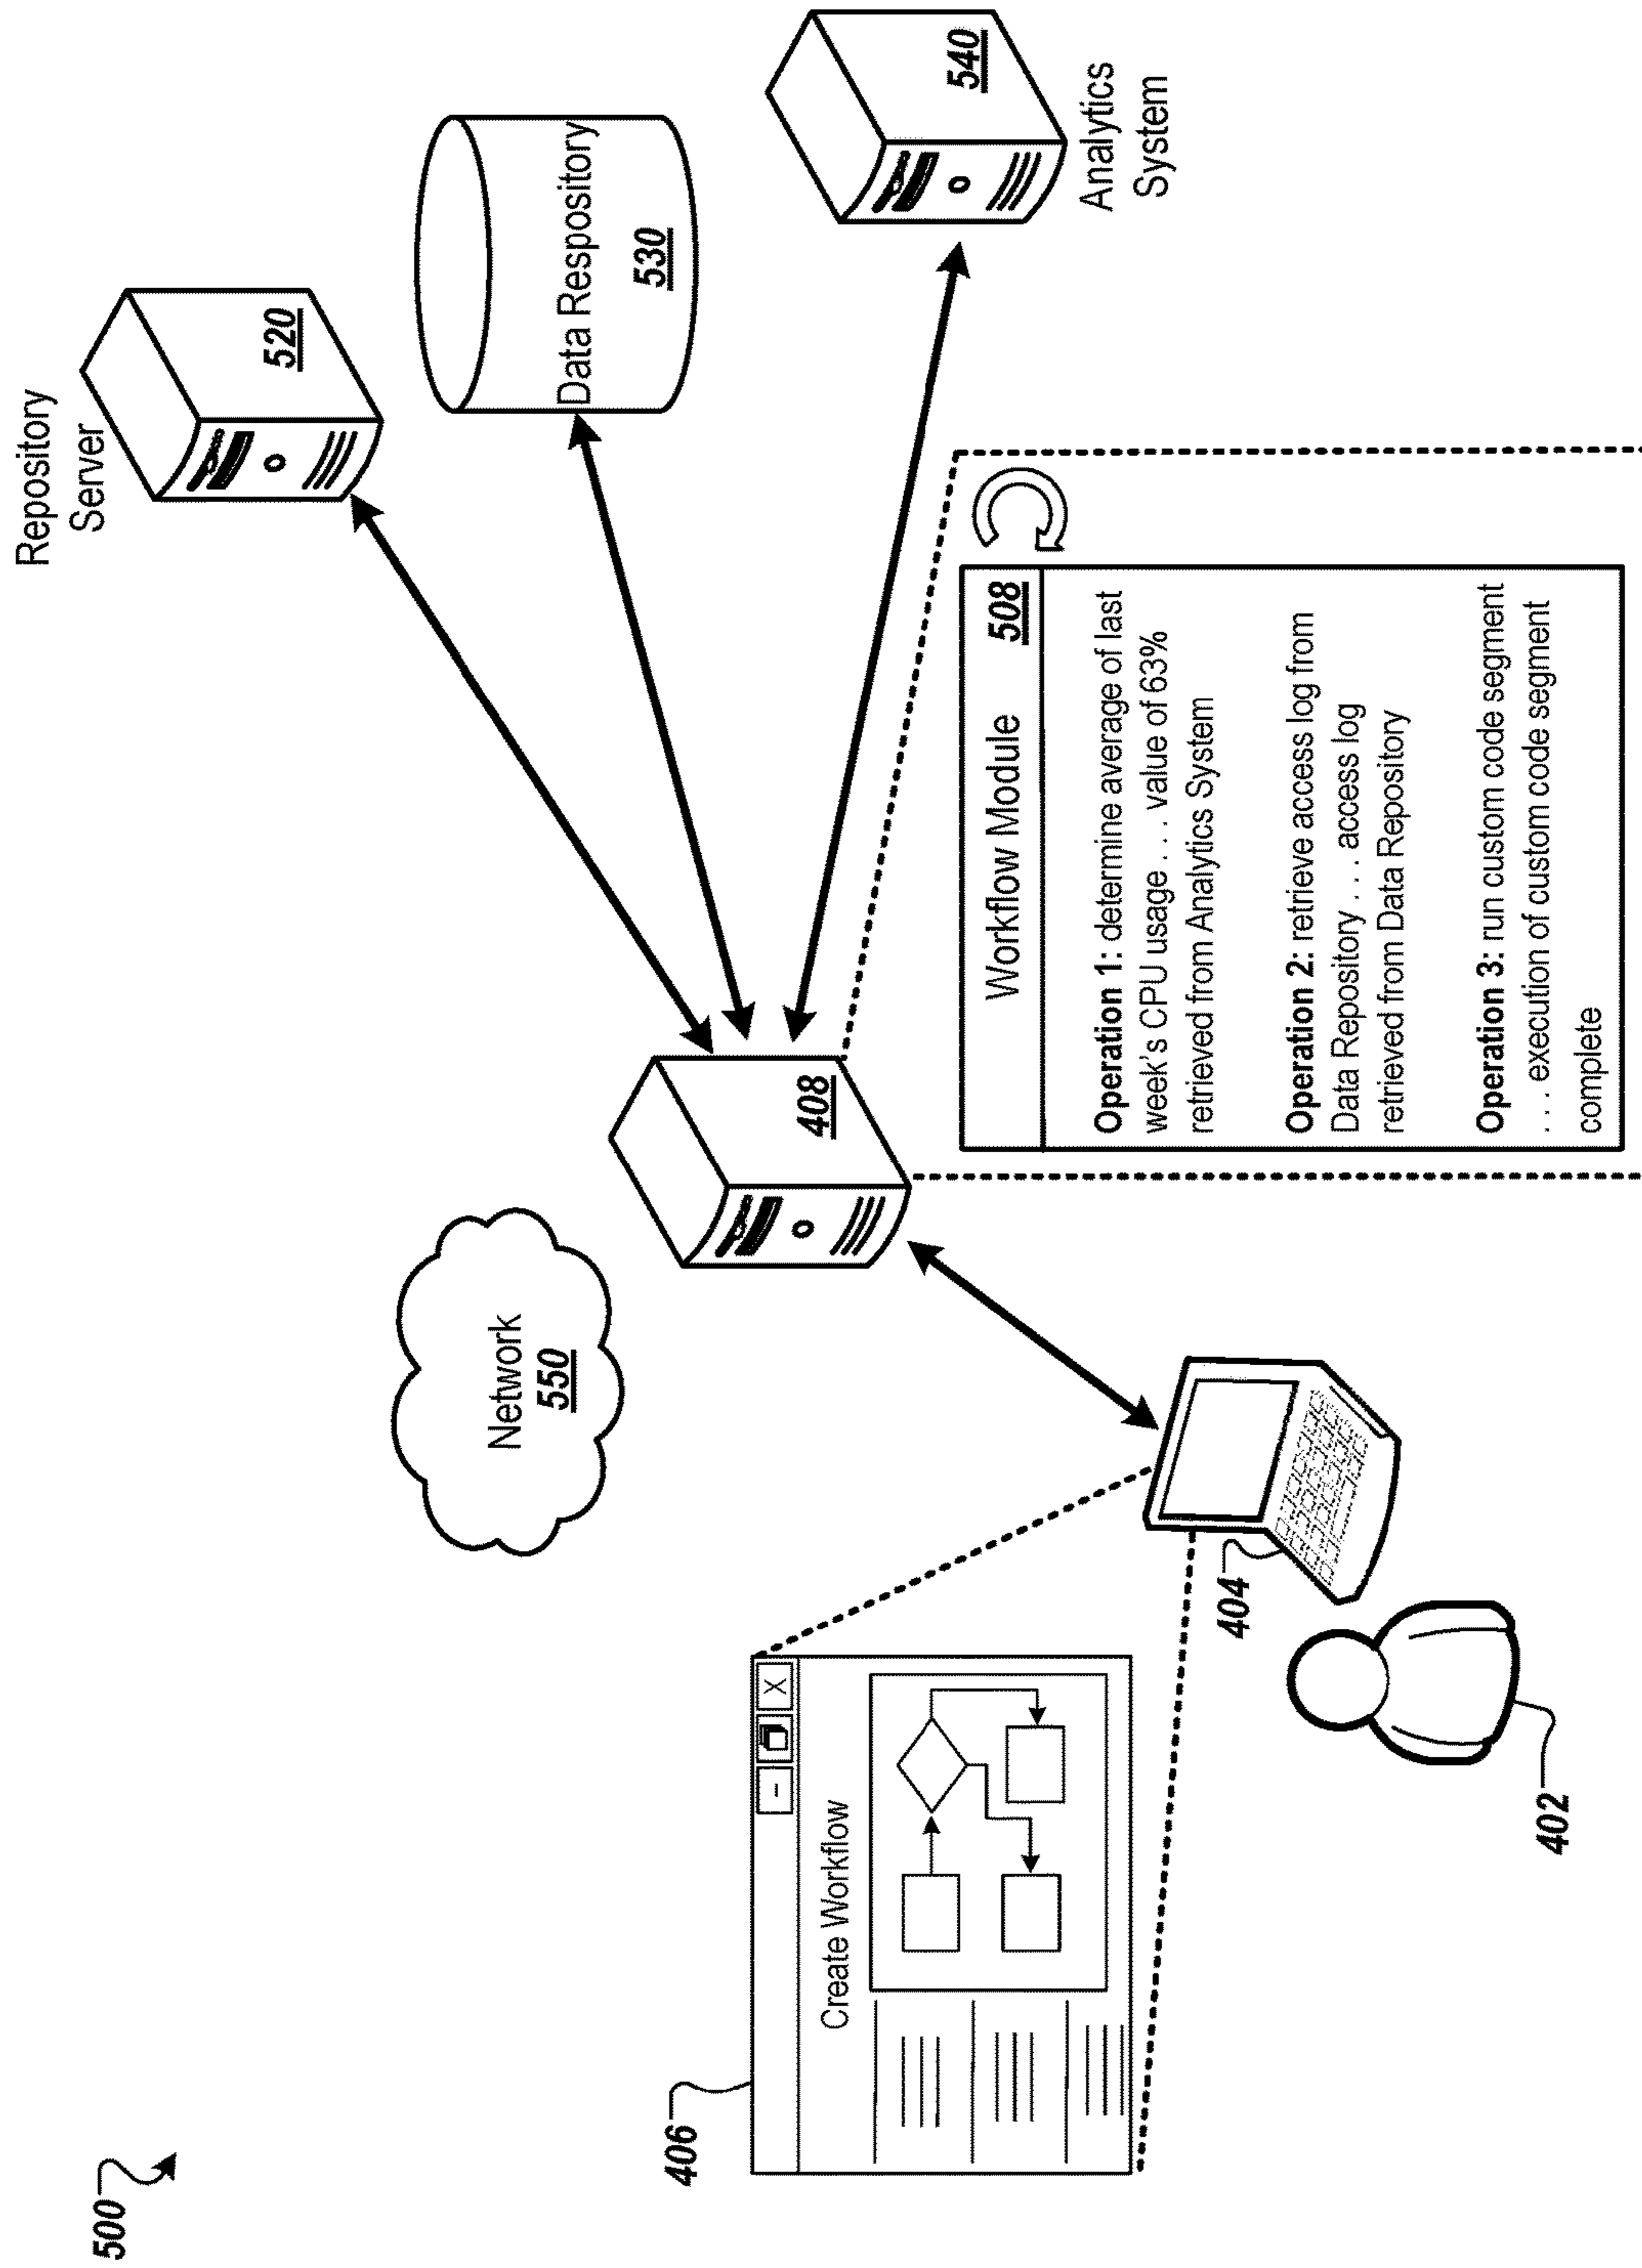 500
Repository
Server
520
Network
550
Data Respository
530
408
540
Analytics
System
406
- X
Create Workflow
404
402
Workflow Module 508
Operation 1: determine average of last
week's CPU usage . . . value of 63%
retrieved from Analytics System
Operation 2: retrieve access log from
Data Repository . . . access log
retrieved from Data Repository
Operation 3: run custom code segment
. . . execution of custom code segment
complete